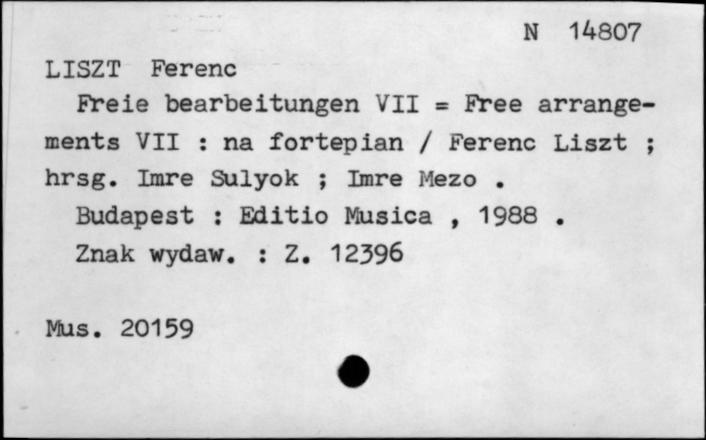 N 14807
LISZT Ferenc
Freie bearbeitungen VII = Free arrange-
ments VII : na fortepian / Ferenc Liszt ;
hrsg. Imre Sulyok ; Imre Mezo .
Budapest : Editio Musica , 1988 .
Znak wydaw. : Z. 12396
Mus. 20159